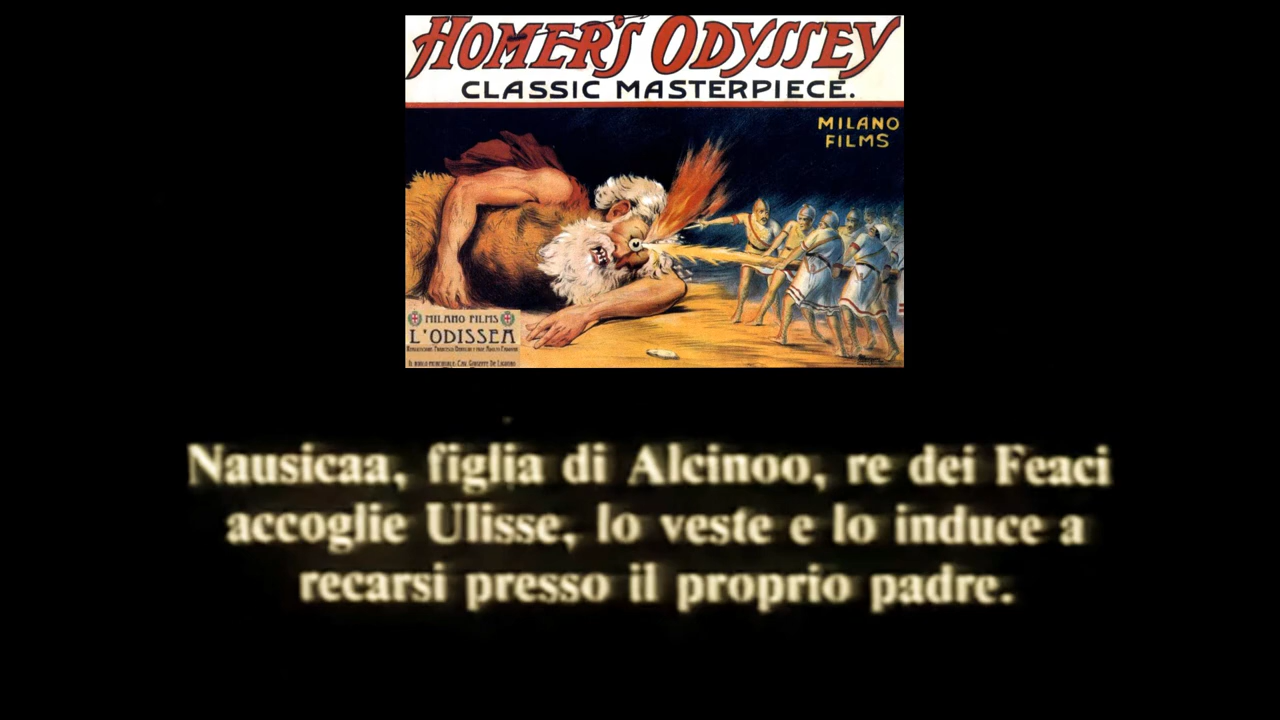 HOMER'S ODYSSEY
CLASSIC MASTERPIECE.
MILANO
FILMS
MILANO FILMS
L'ODISSEA
Nausicaa, figlia di Alcinoo, re dei Feaci
accoglie Ulisse, lo veste e lo induce a
recarsi presso il proprio padre.